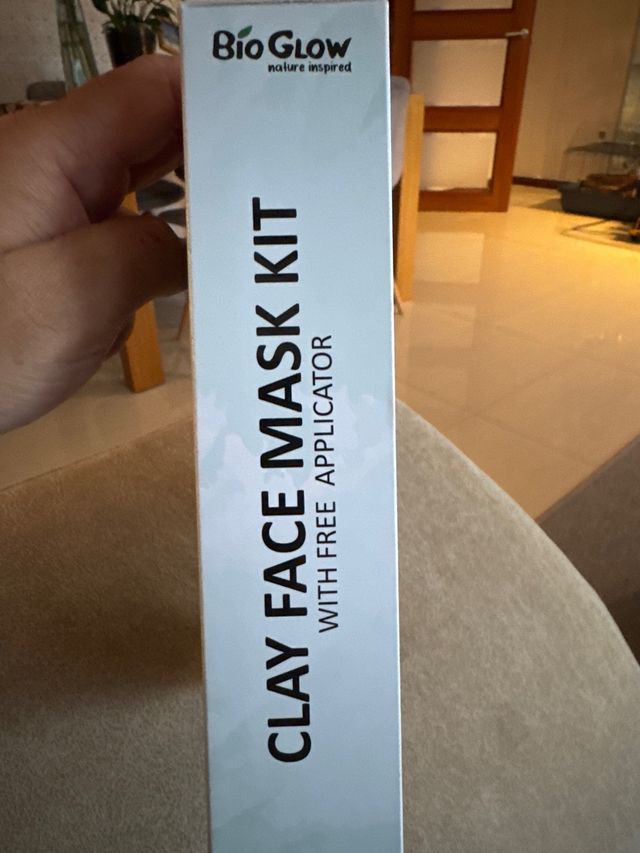 BIO GLOW
nature inspired
CLAY FACE MASK KIT
WITH FREE APPLICATOR